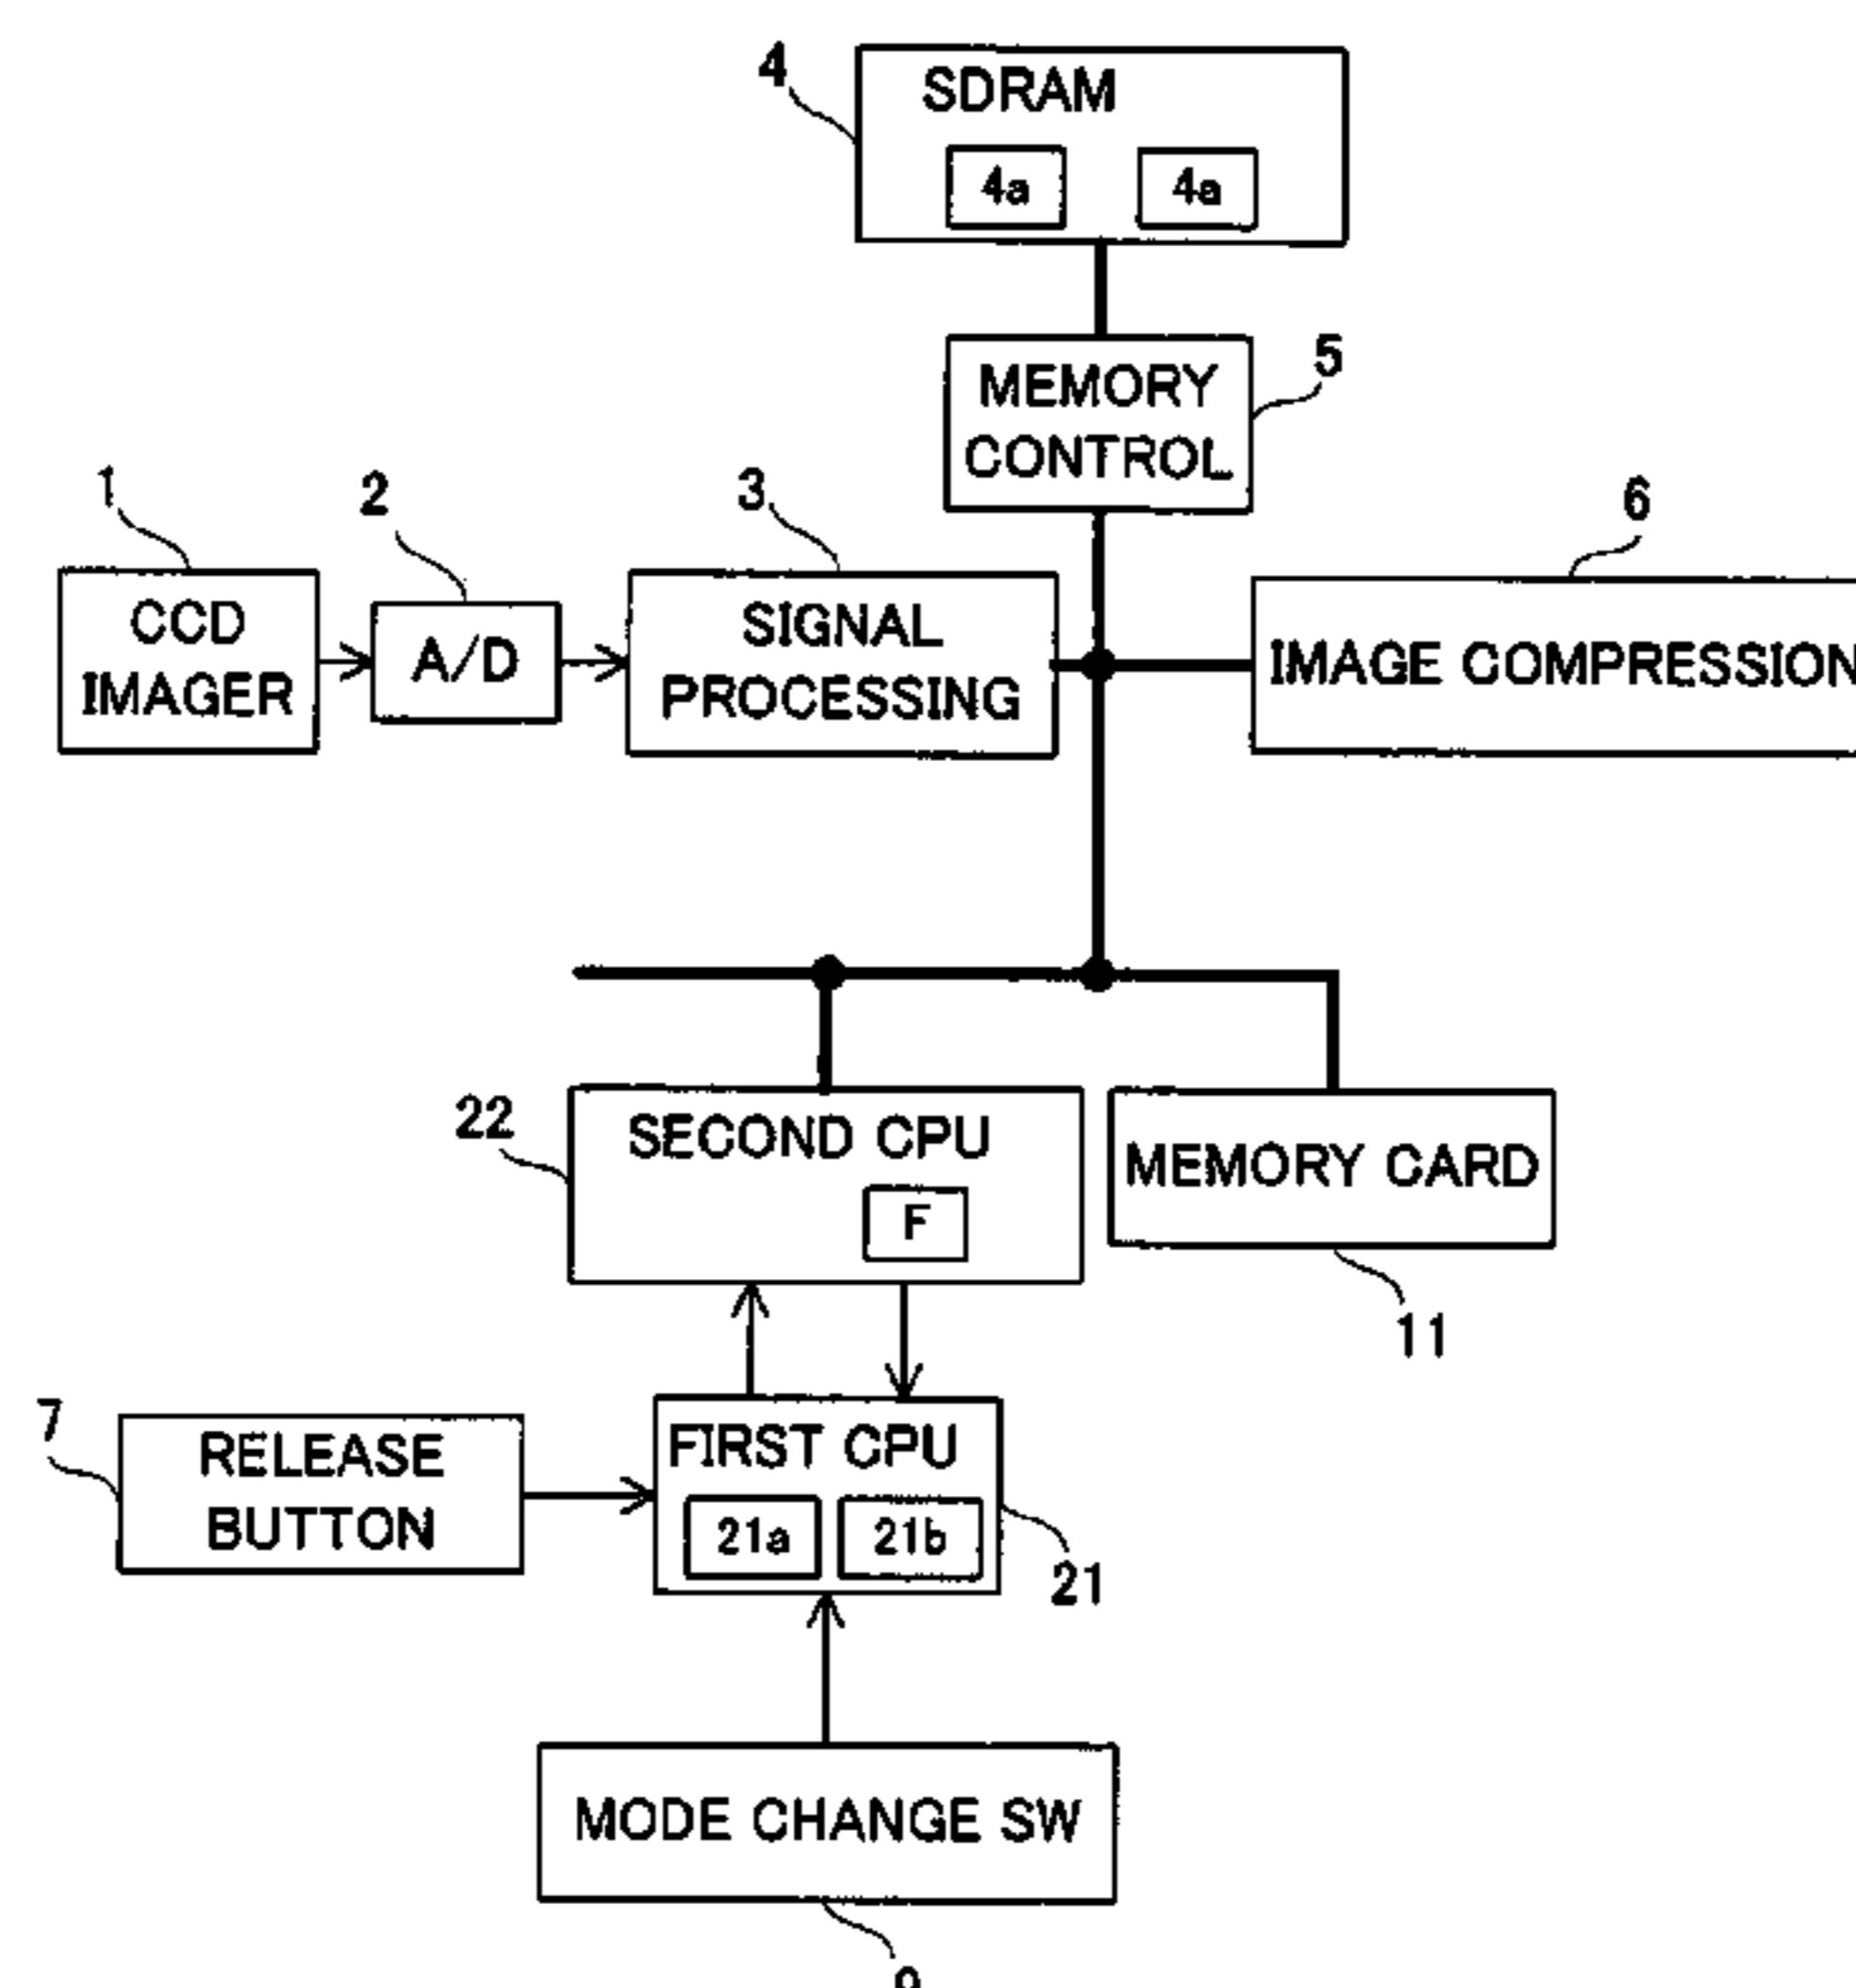 4
SDRAM
4a
4a
MEMORY
CONTROL
5
1
2
3
6
CCD
IMAGER
A/D
SIGNAL
PROCESSING
IMAGE COMPRESSION
22
SECOND CPU
F
MEMORY CARD
11
7
RELEASE
BUTTON
FIRST CPU
21a
21b
21
MODE CHANGE SW